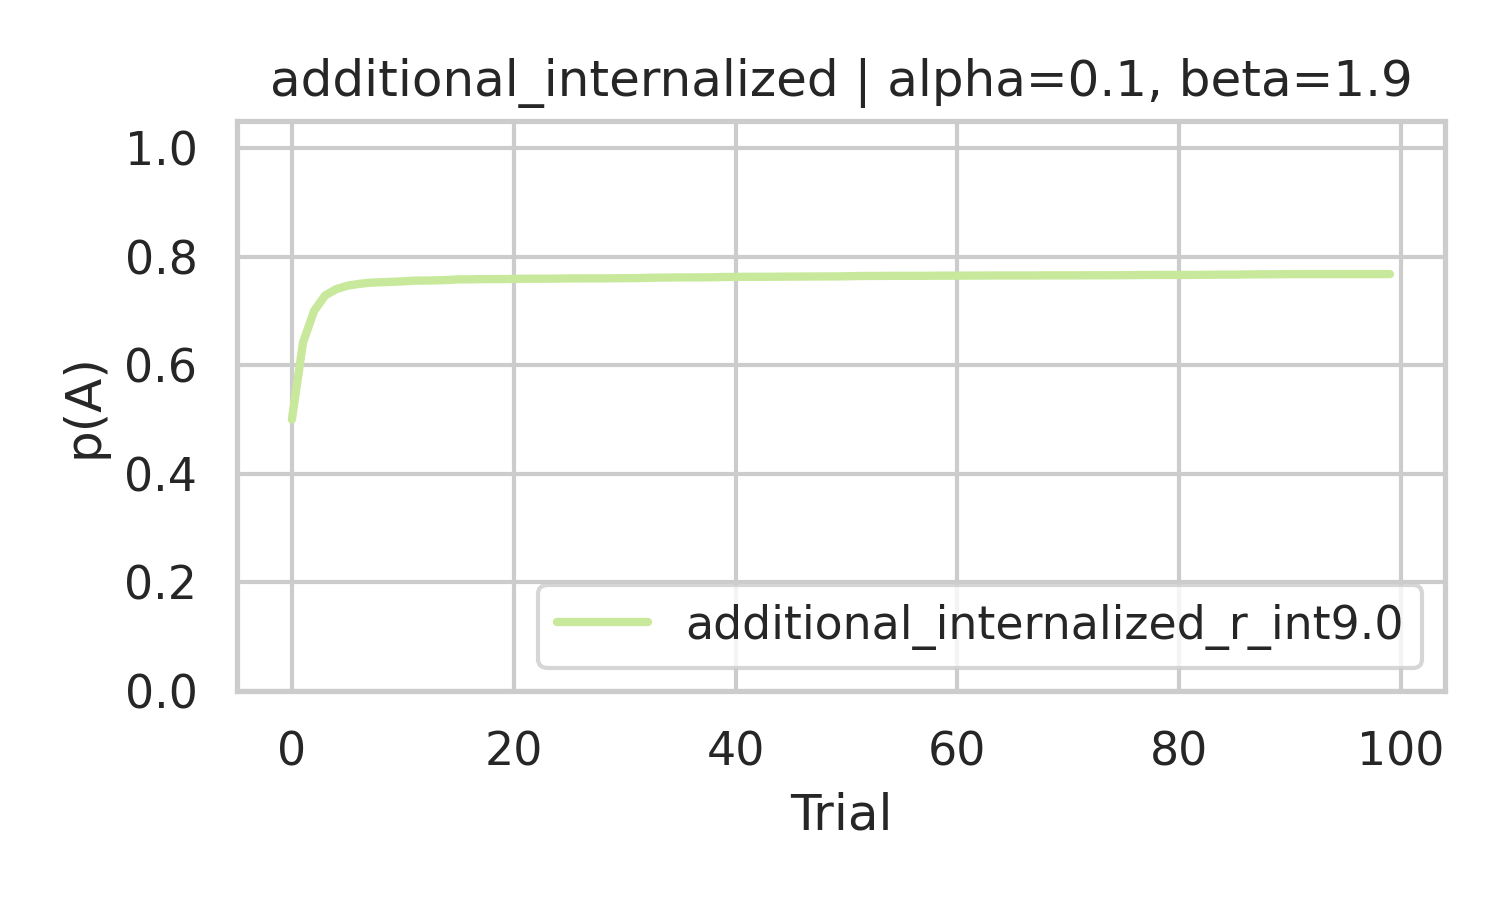 additional_internalized | alpha=0.1, beta=1.9
1.0
0.8
0.6
0.4
0.2
0.0
p(A)
additional_internalized_r_int9.0
0 20 40 60 80 100
Trial